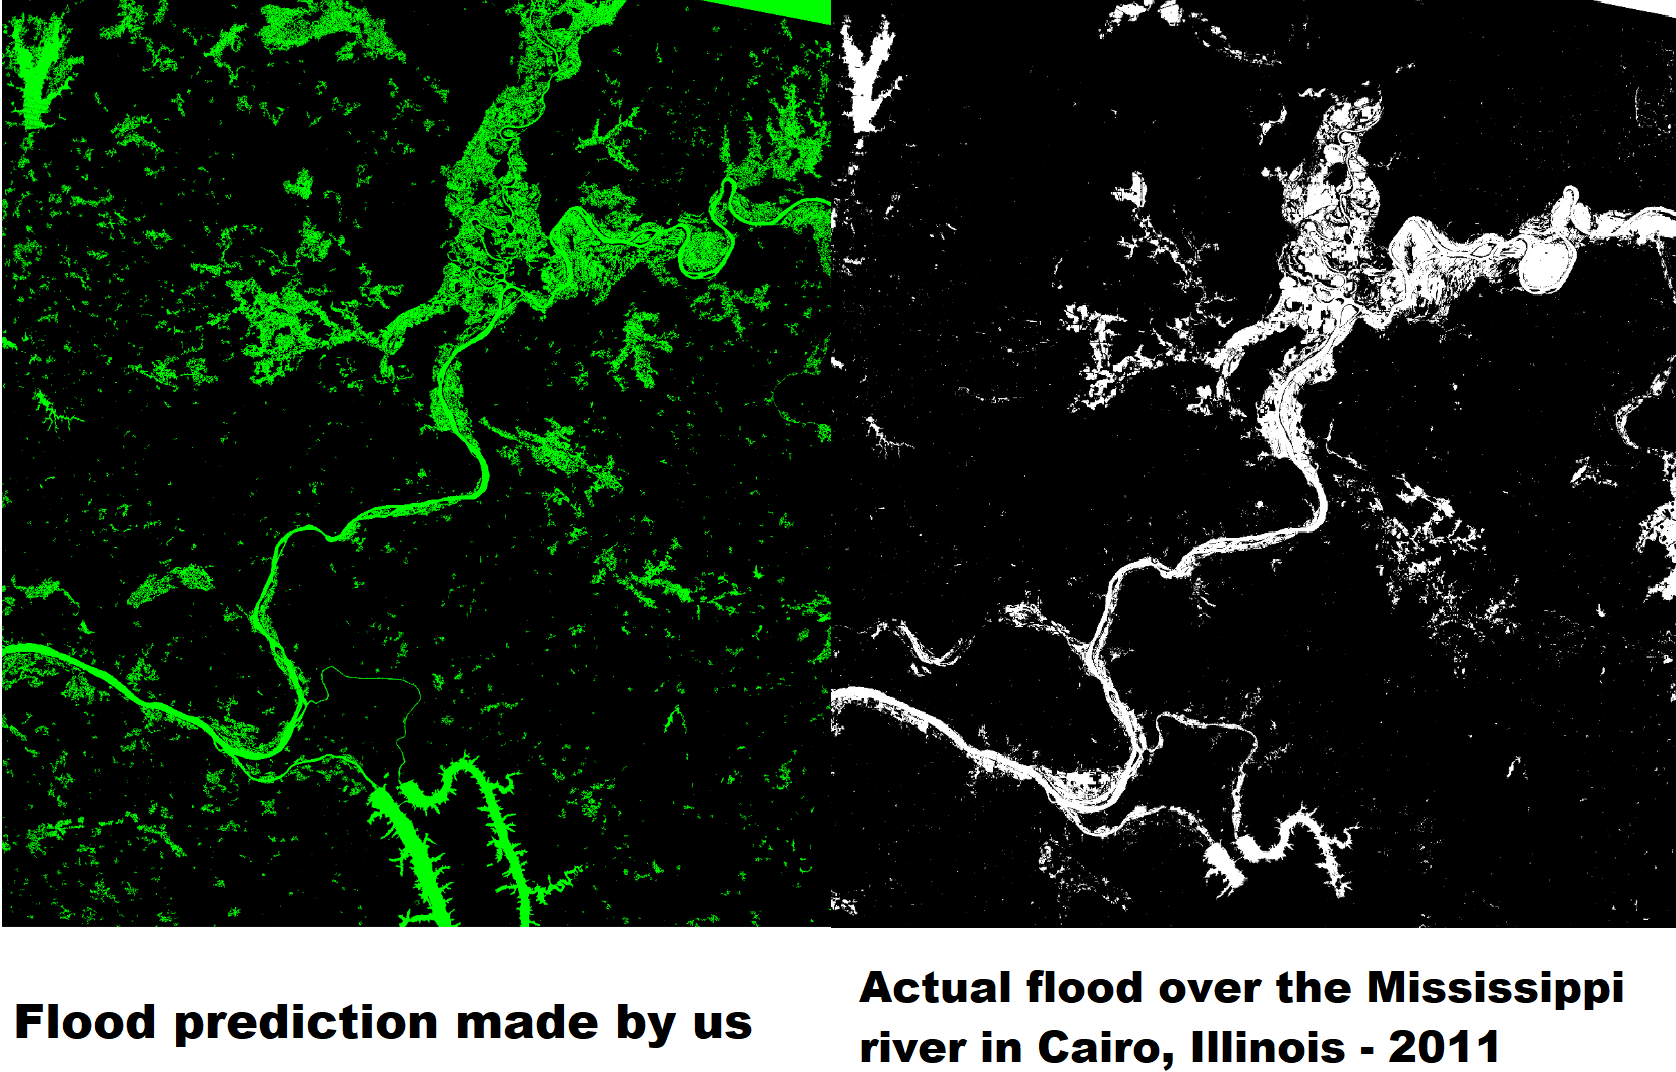 Flood prediction made by us
Actual flood over the Mississippi
river in Cairo, Illinois - 2011